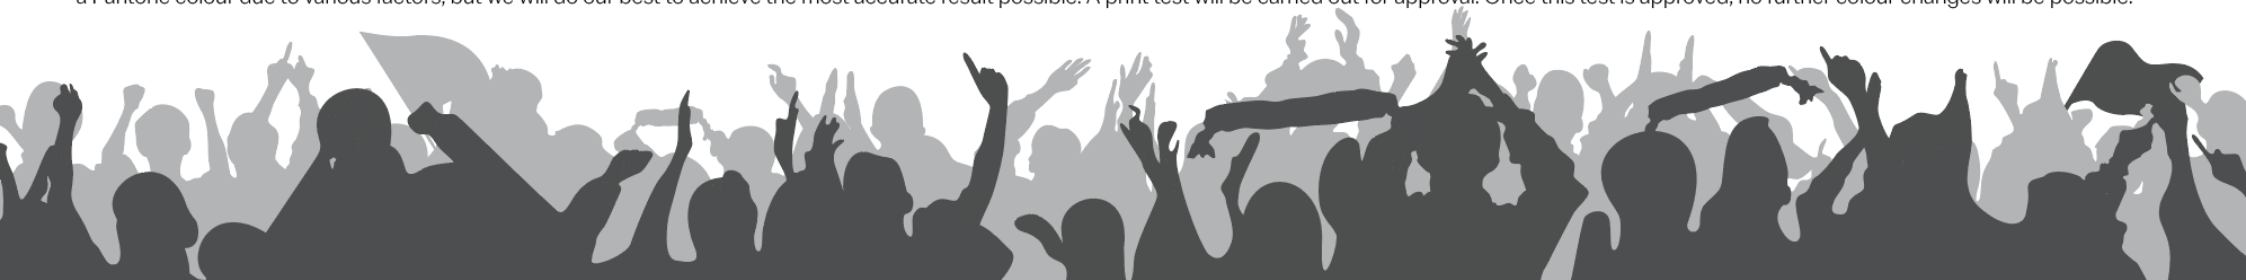 a Pantone colour due to various factors, but we will do our best to achieve the most accurate result possible. A print test will be carried out for approval. Once this test is approved, no further colour changes will be possible.